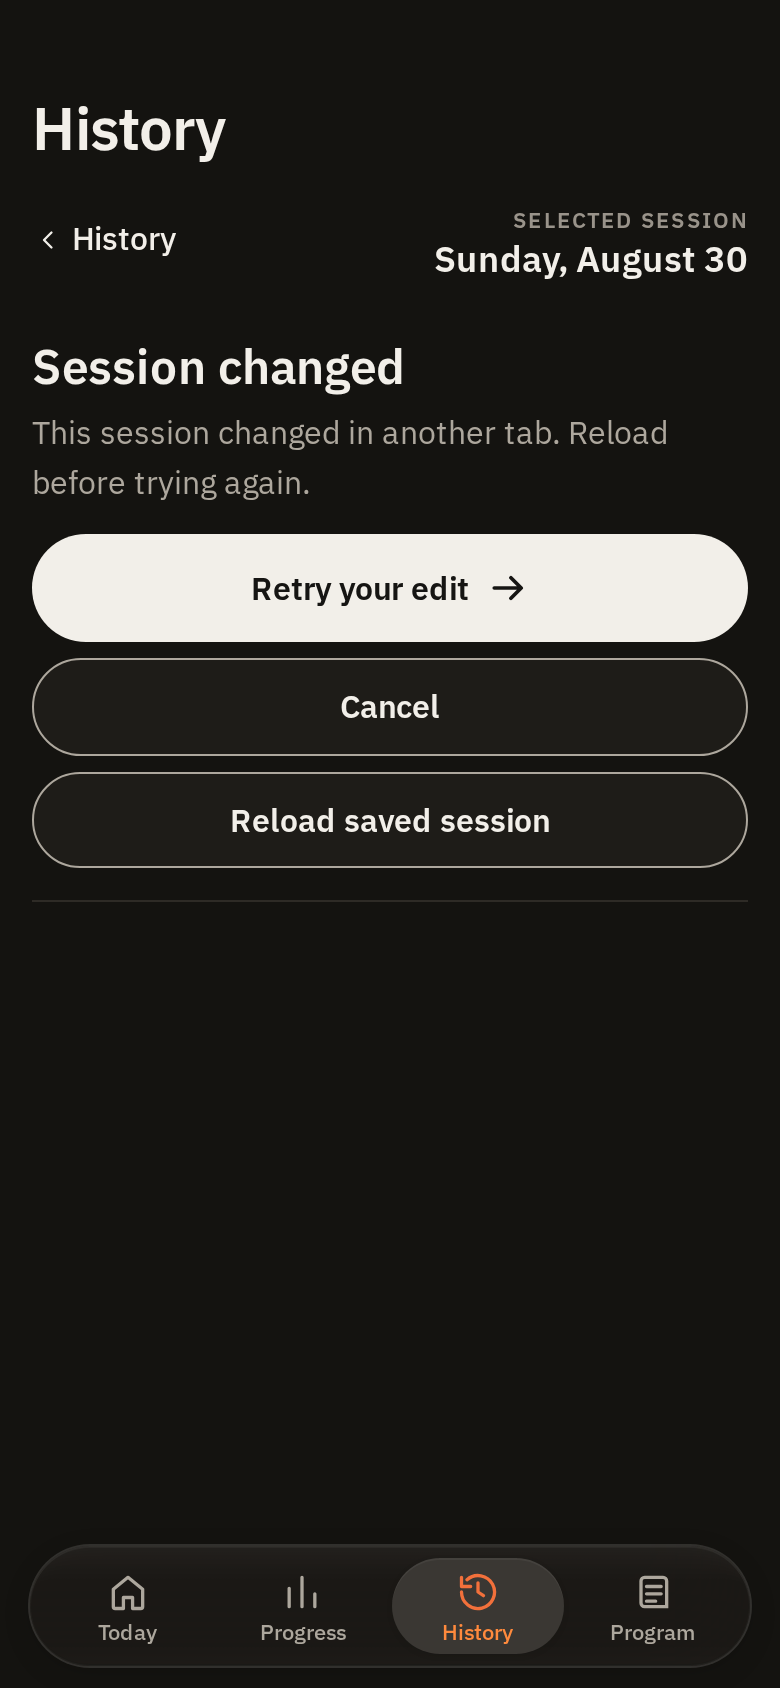 History
History
SELECTED SESSION
Sunday, August 30
Session changed
This session changed in another tab. Reload
before trying again.
Retry your edit
Cancel
Reload saved session
Today
Progress
History
Program